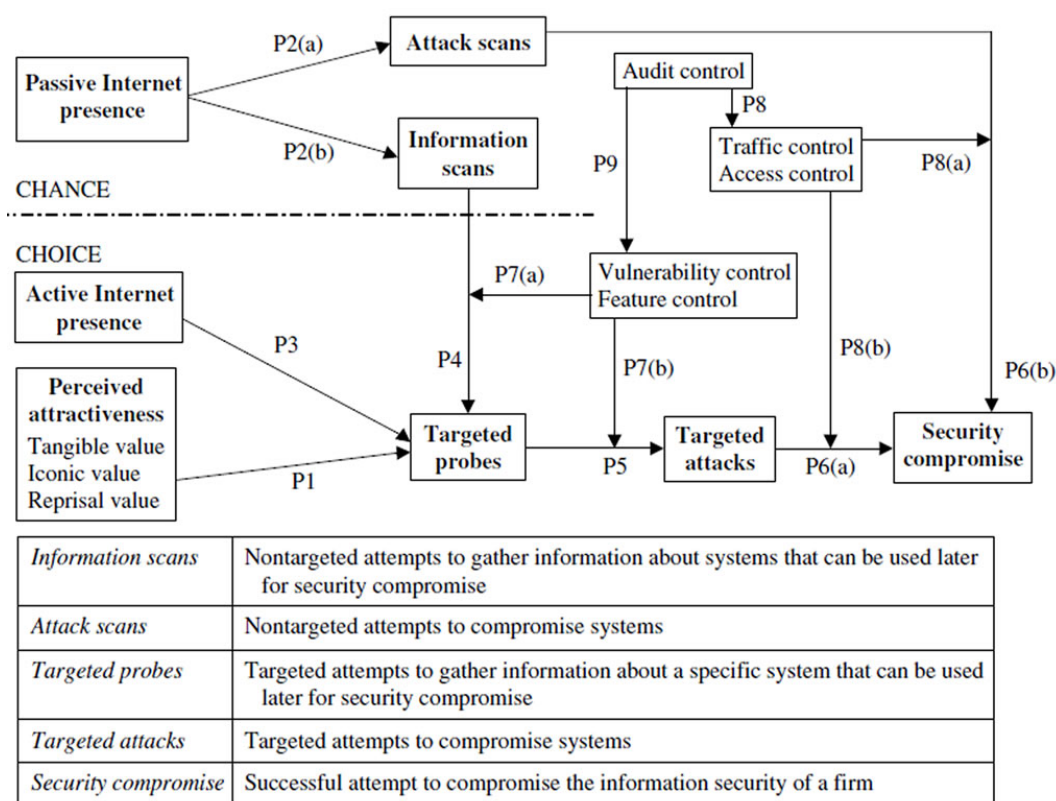 P2(a)
Attack scans
Passive Internet
presence
Audit control
P8
P2(b)
Information
scans
P9
Traffic control
Access control
P8(a)
CHANCE
CHOICE
Active Internet
presence
P7(a)
Vulnerability control
Feature control
P3
P4
P7(b)
P8(b)
P6(b)
Perceived
attractiveness
Tangible value
Iconic value
Reprisal value
P1
Targeted
probes
P5
Targeted
attacks
P6(a)
Security
compromise
Information scans
Nontargeted attempts to gather information about systems that can be used later
for security compromise
Attack scans
Nontargeted attempts to compromise systems
Targeted probes
Targeted attempts to gather information about a specific system that can be used
later for security compromise
Targeted attacks
Targeted attempts to compromise systems
Security compromise
Successful attempt to compromise the information security of a firm